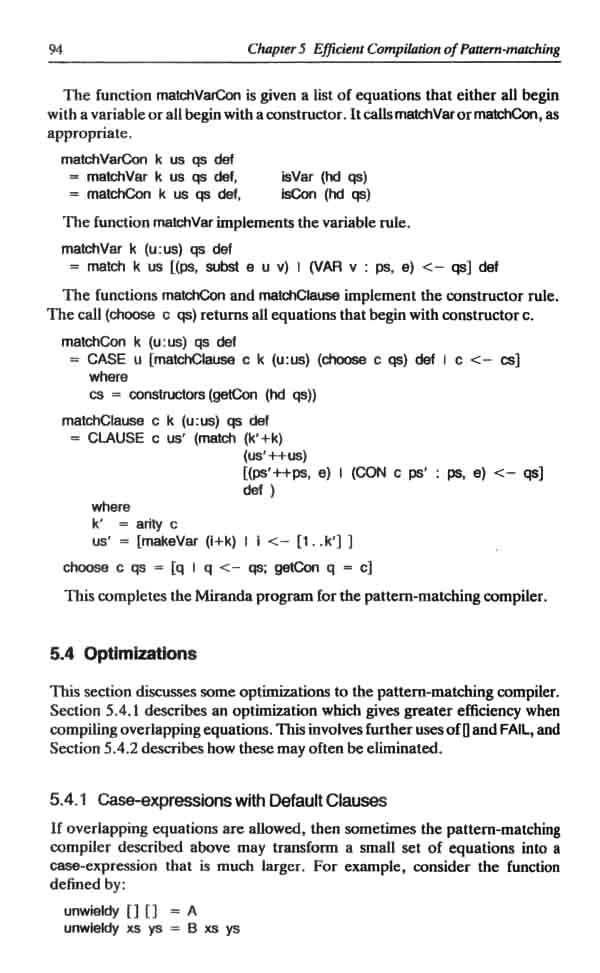 94 Chapter 5 Efficient Compilation of Pattern-matching
The function matchVarCon is given a list of equations that either all begin
with a variable or all begin with a constructor. It calls matchVar or matchCon, as
appropriate.
matchVarCon k us qs def
= matchVar k us qs def, isVar (hd qs)
= matchCon k us qs def, isCon (hd qs)
The function matchVar implements the variable rule.
matchVar k (u:us) qs def
= match k us [(ps, subst e u v) | (VAR v : ps, e) <- qs] def
The functions matchCon and matchClause implement the constructor rule.
The call (choose c qs) returns all equations that begin with constructor c.
matchCon k (u:us) qs def
= CASE u [matchClause c k (u:us) (choose c qs) def | c <- cs]
where
cs = constructors (getCon (hd qs))
matchClause c k (u:us) qs def
= CLAUSE c us' (match (k'+k)
(us'++us)
[(ps'++ps, e) | (CON c ps' : ps, e) <- qs]
def )
where
k' = arity c
us' = [makeVar (i+k) | i <- [1..k'] ]
choose c qs = [q | q <- qs; getCon q = c]
This completes the Miranda program for the pattern-matching compiler.
5.4 Optimizations
This section discusses some optimizations to the pattern-matching compiler.
Section 5.4.1 describes an optimization which gives greater efficiency when
compiling overlapping equations. This involves further uses of [] and FAIL, and
Section 5.4.2 describes how these may often be eliminated.
5.4.1 Case-expressions with Default Clauses
If overlapping equations are allowed, then sometimes the pattern-matching
compiler described above may transform a small set of equations into a
case-expression that is much larger. For example, consider the function
defined by:
unwieldy [] [] = A
unwieldy xs ys = B xs ys